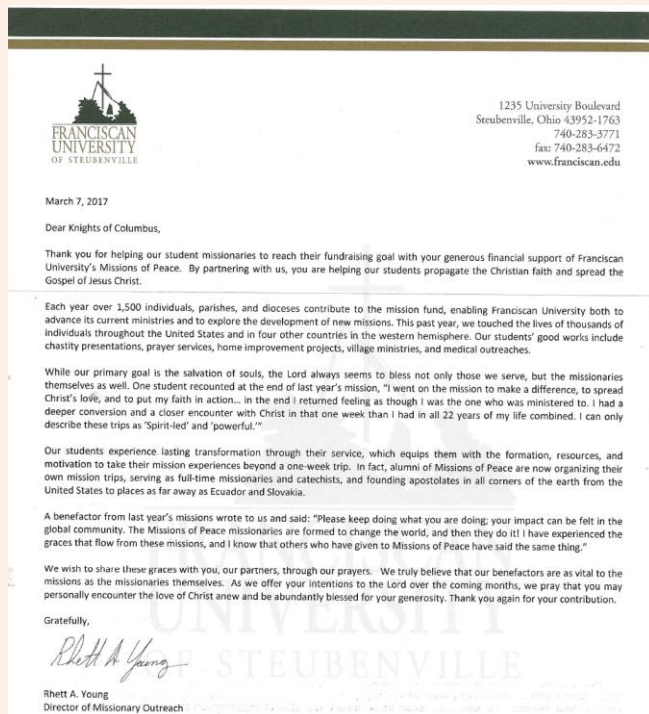 FRANCISCAN
UNIVERSITY
OF STEUBENVILLE
1235 University Boulevard
Steubenville, Ohio 43952-1763
740-283-3771
fax: 740-283-6472
www.franciscan.edu
March 7, 2017
Dear Knights of Columbus,
Thank you for helping our student missionaries to reach their fundraising goal with your generous financial support of Franciscan
University's Missions of Peace. By partnering with us, you are helping our students propagate the Christian faith and spread the
Gospel of Jesus Christ.
Each year over 1,500 individuals, parishes, and dioceses contribute to the mission fund, enabling Franciscan University both to
advance its current ministries and to explore the development of new missions. This past year, we touched the lives of thousands of
individuals throughout the United States and in four other countries in the western hemisphere. Our students' good works include
chastity presentations, prayer services, home improvement projects, village ministries, and medical outreaches.
While our primary goal is the salvation of souls, the Lord always seems to bless not only those we serve, but the missionaries
themselves as well. One student recounted at the end of last year's mission, "I went on the mission to make a difference, to spread
Christ's love, and to put my faith in action... in the end I returned feeling as though I was the one who was ministered to. I had a
deeper conversion and a closer encounter with Christ in that one week than I had in all 22 years of my life combined. I can only
describe these trips as 'Spirit-led' and 'powerful.'"
Our students experience lasting transformation through their service, which equips them with the formation, resources, and
motivation to take their mission experiences beyond a one-week trip. In fact, alumni of Missions of Peace are now organizing their
own mission trips, serving as full-time missionaries and catechists, and founding apostolates in all corners of the earth from the
United States to places as far away as Ecuador and Slovakia.
A benefactor from last year's missions wrote to us and said: "Please keep doing what you are doing; your impact can be felt in the
global community. The Missions of Peace missionaries are formed to change the world, and then they do it! I have experienced the
graces that flow from these missions, and I know that others who have given to Missions of Peace have said the same thing."
We wish to share these graces with you, our partners, through our prayers. We truly believe that our benefactors are as vital to the
missions as the missionaries themselves. As we offer your intentions to the Lord over the coming months, we pray that you may
personally encounter the love of Christ anew and be abundantly blessed for your generosity. Thank you again for your contribution.
Gratefully,
UNIVERSITY
Rhett A Young
OF STEUBENVILLE
Rhett A. Young
Director of Missionary Outreach